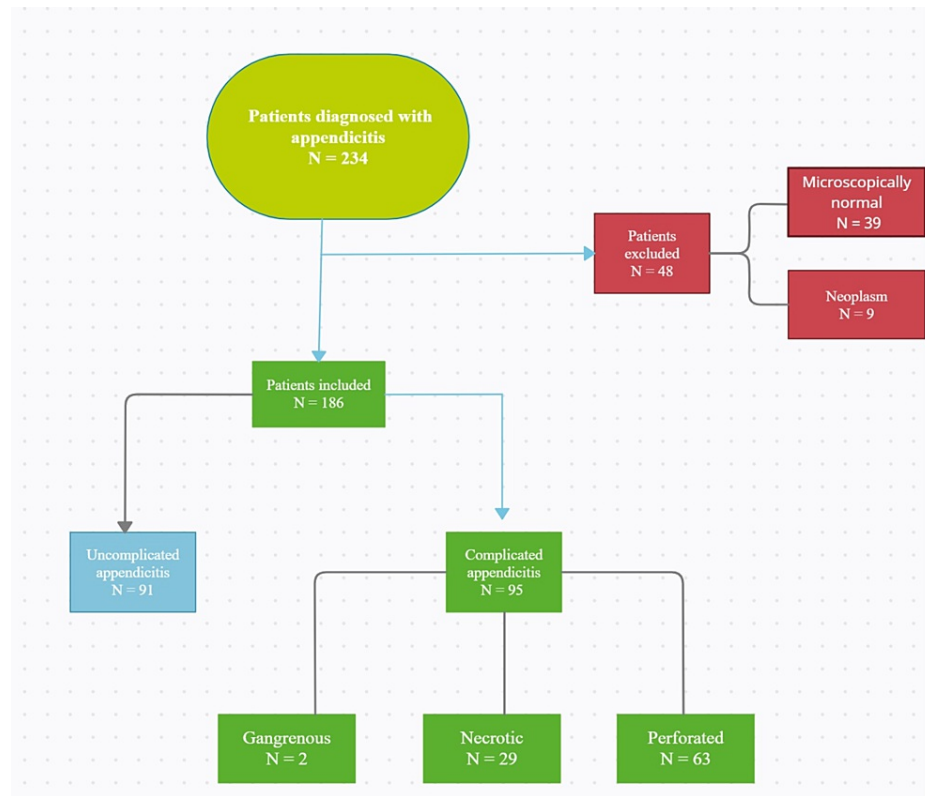 Patients diagnosed with
appendicitis
N = 234
Microscopically
normal
N = 39
Patients
excluded
N = 48
Neoplasm
N = 9
Patients included
N = 186
Uncomplicated
appendicitis
N = 91
Complicated
appendicitis
N = 95
Gangrenous
N = 2
Necrotic
N = 29
Perforated
N = 63